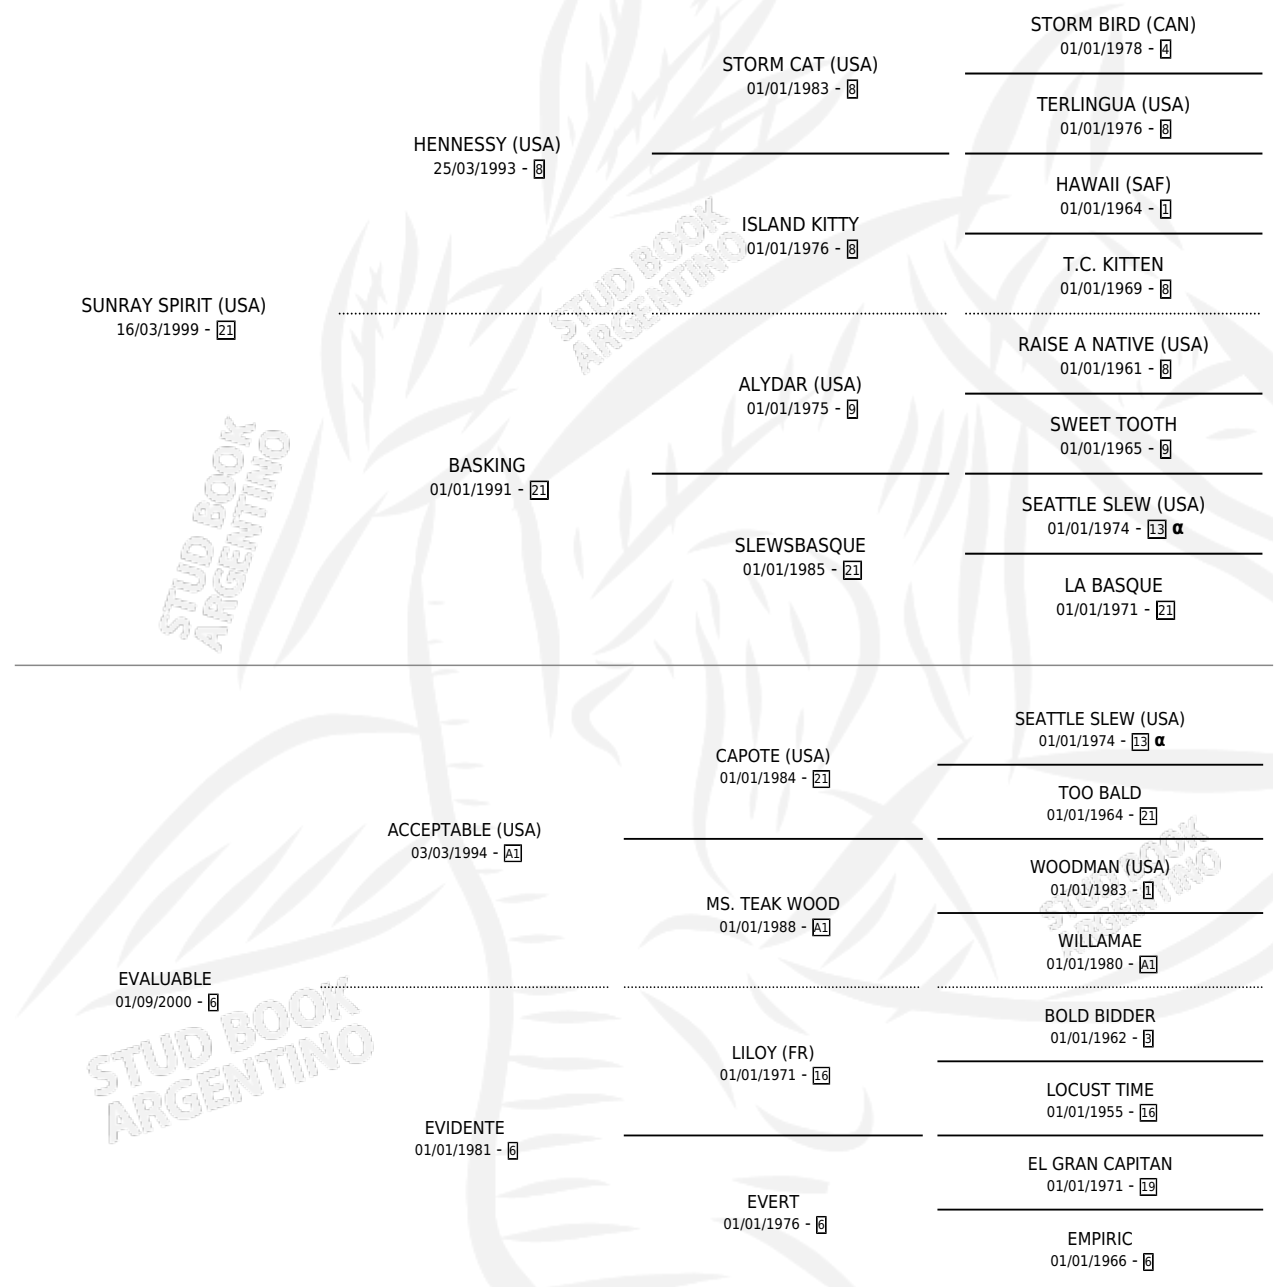 SUNRAY SPIRIT (USA)
16/03/1999 - 21
HENNESSY (USA)
25/03/1993 - 8
STORM CAT (USA)
01/01/1983 - 8
STORM BIRD (CAN)
01/01/1978 - 4
TERLINGUA (USA)
01/01/1976 - 8
ISLAND KITTY
01/01/1976 - 8
HAWAII (SAF)
01/01/1964 - 1
T.C. KITTEN
01/01/1969 - 8
BASKING
01/01/1991 - 21
ALYDAR (USA)
01/01/1975 - 9
RAISE A NATIVE (USA)
01/01/1961 - 8
SWEET TOOTH
01/01/1965 - 9
SLEWSBASQUE
01/01/1985 - 21
SEATTLE SLEW (USA)
01/01/1974 - 13 α
LA BASQUE
01/01/1971 - 21
EVALUABLE
01/09/2000 - 6
ACCEPTABLE (USA)
03/03/1994 - A1
CAPOTE (USA)
01/01/1984 - 21
SEATTLE SLEW (USA)
01/01/1974 - 13 α
TOO BALD
01/01/1964 - 21
MS. TEAK WOOD
01/01/1988 - A1
WOODMAN (USA)
01/01/1983 - 1
WILLAMAE
01/01/1980 - A1
EVIDENTE
01/01/1981 - 6
LILOY (FR)
01/01/1971 - 16
BOLD BIDDER
01/01/1962 - 3
LOCUST TIME
01/01/1955 - 16
EVERT
01/01/1976 - 6
EL GRAN CAPITAN
01/01/1971 - 19
EMPIRIC
01/01/1966 - 6
STUD BOOK
ARGENTINO
STUD BOOK
ARGENTINO
STUD BOOK
ARGENTINO
STUD BOOK
ARGENTINO